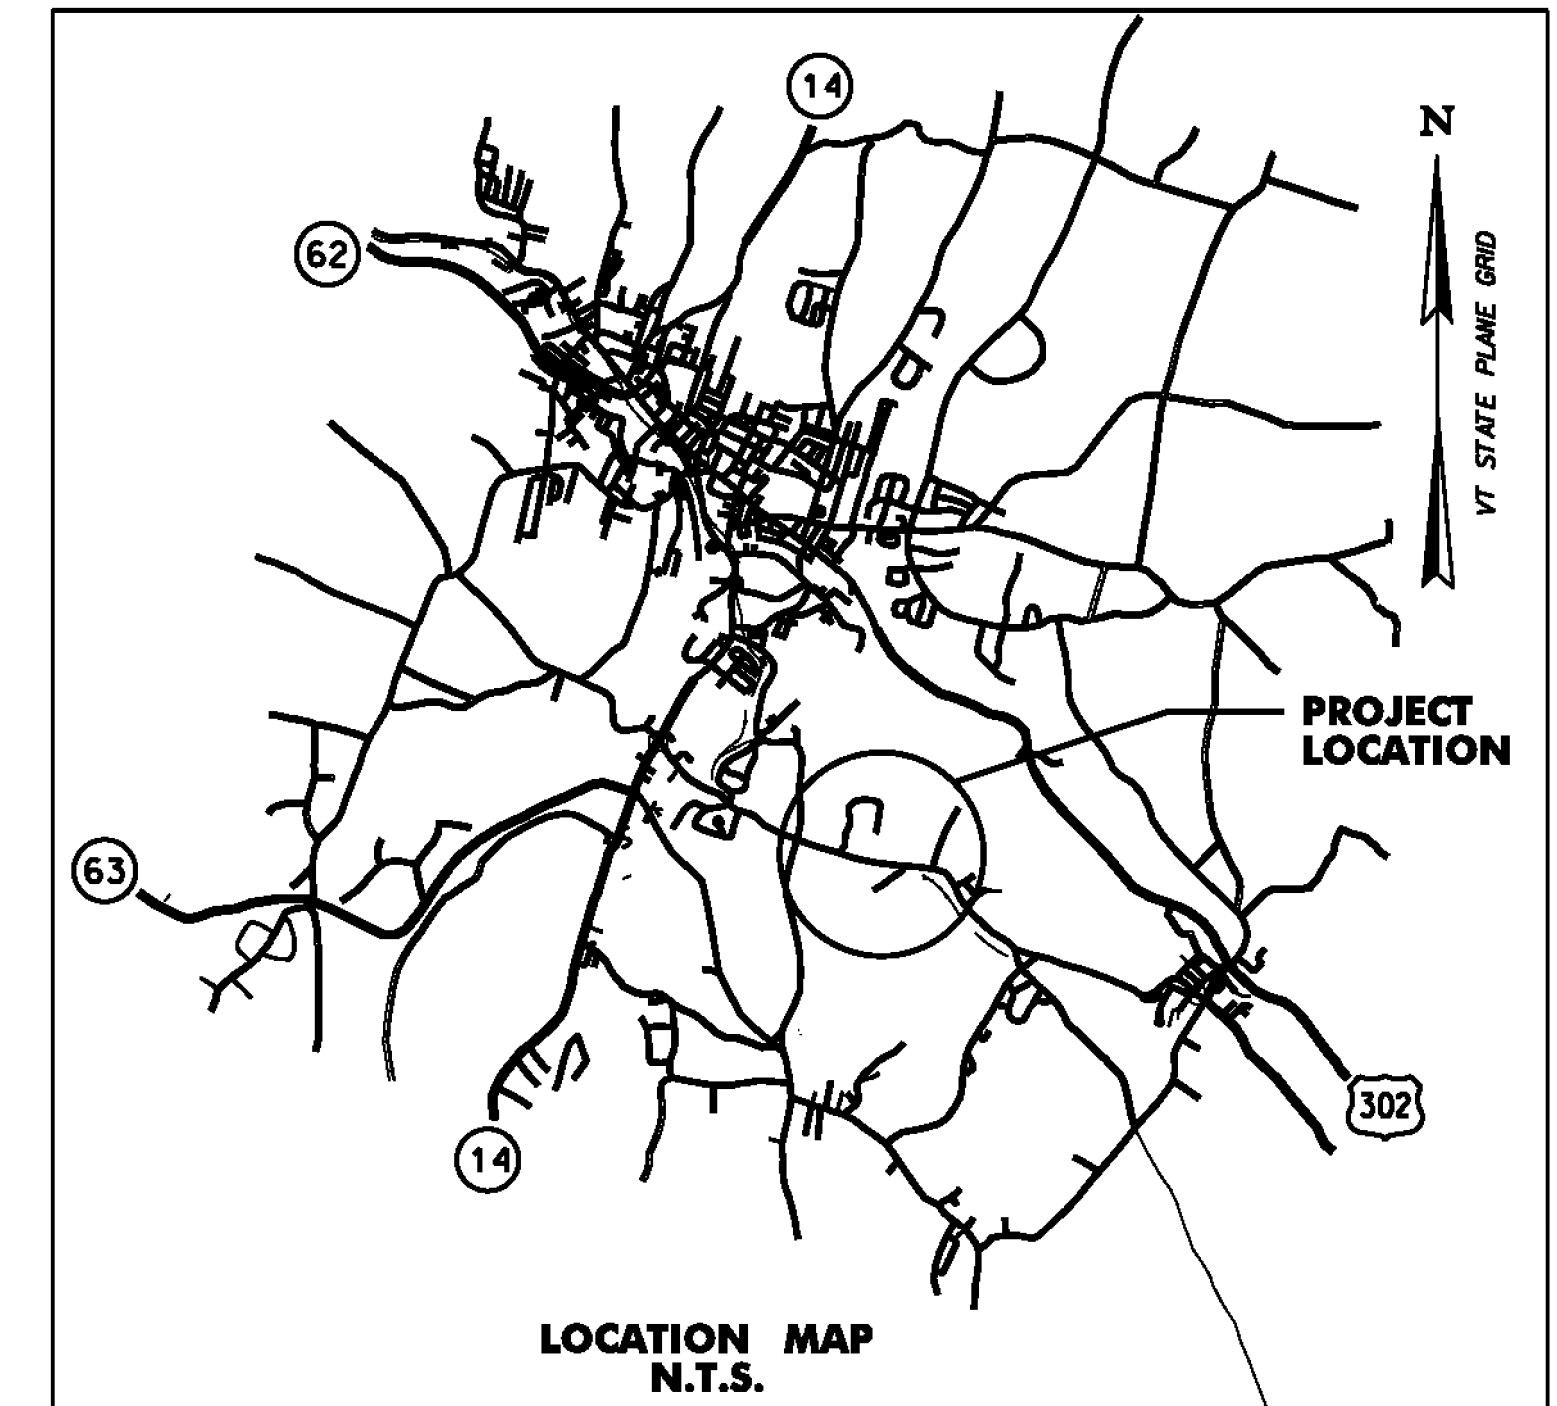 14
N
62
VT STATE PLANE GRID
PROJECT
LOCATION
63
302
14
LOCATION MAP
N.T.S.